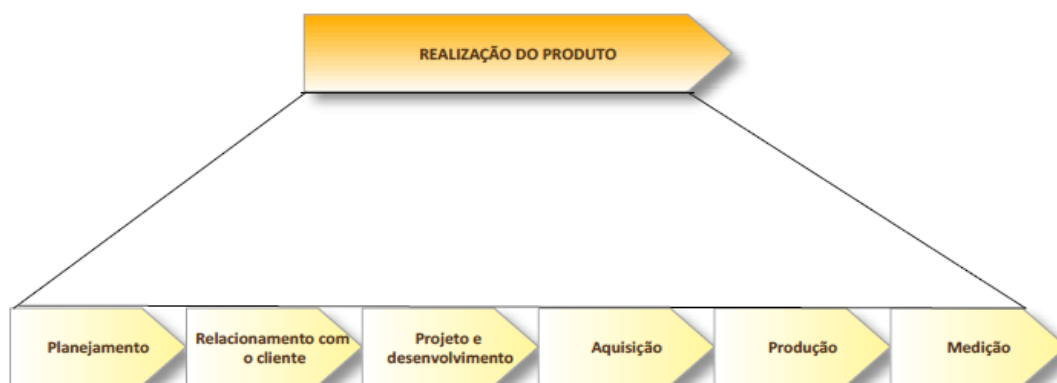 REALIZAÇÃO DO PRODUTO
Planejamento
Relacionamento com
o cliente
Projeto e
desenvolvimento
Aquisição
Produção
Medição